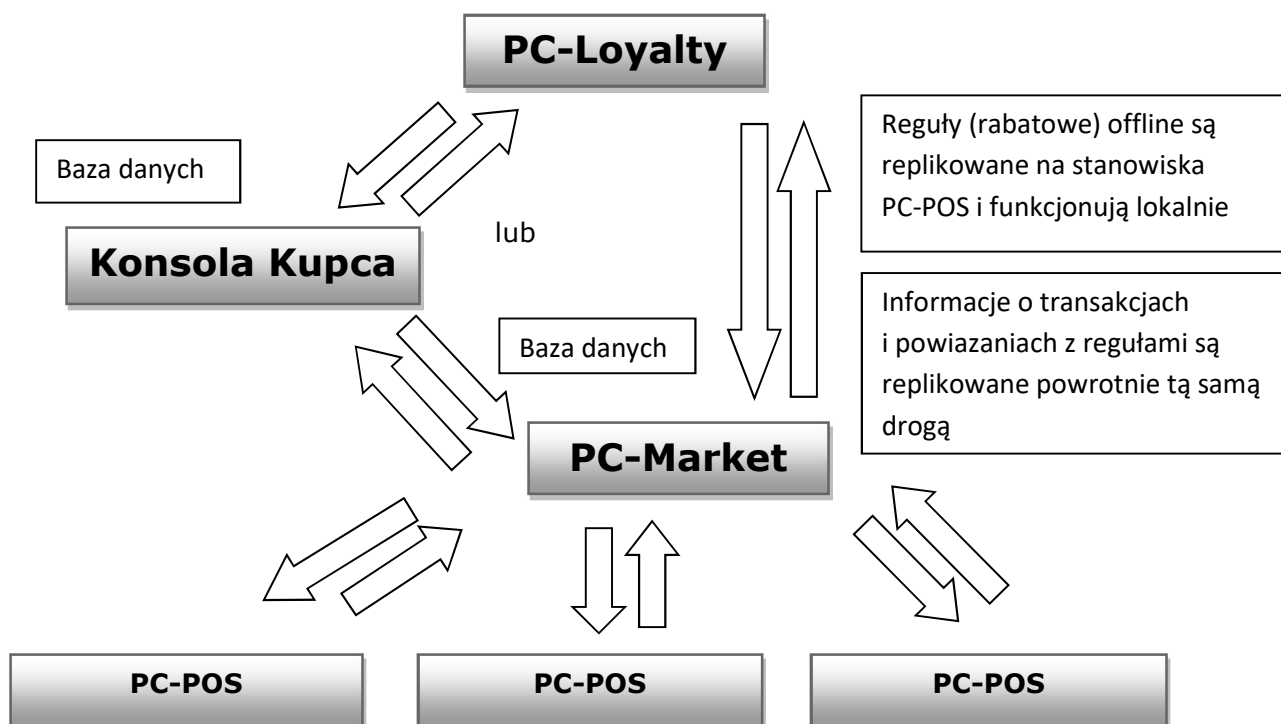 PC-Loyalty
Reguły (rabatowe) offline są
replikowane na stanowiska
PC-POS i funkcjonują lokalnie
Baza danych
lub
Konsola Kupca
Informacje o transakcjach
i powiazaniach z regułami są
replikowane powrotnie tą samą
drogą
Baza danych
PC-Market
PC-POS
PC-POS
PC-POS